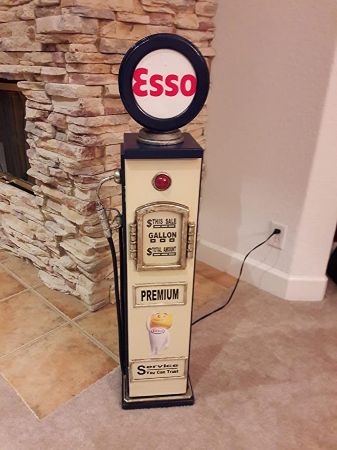 Esso
$ THIS SALE
GALLON
$ TOTAL AMOUNT
PREMIUM
Service
You Can Trust